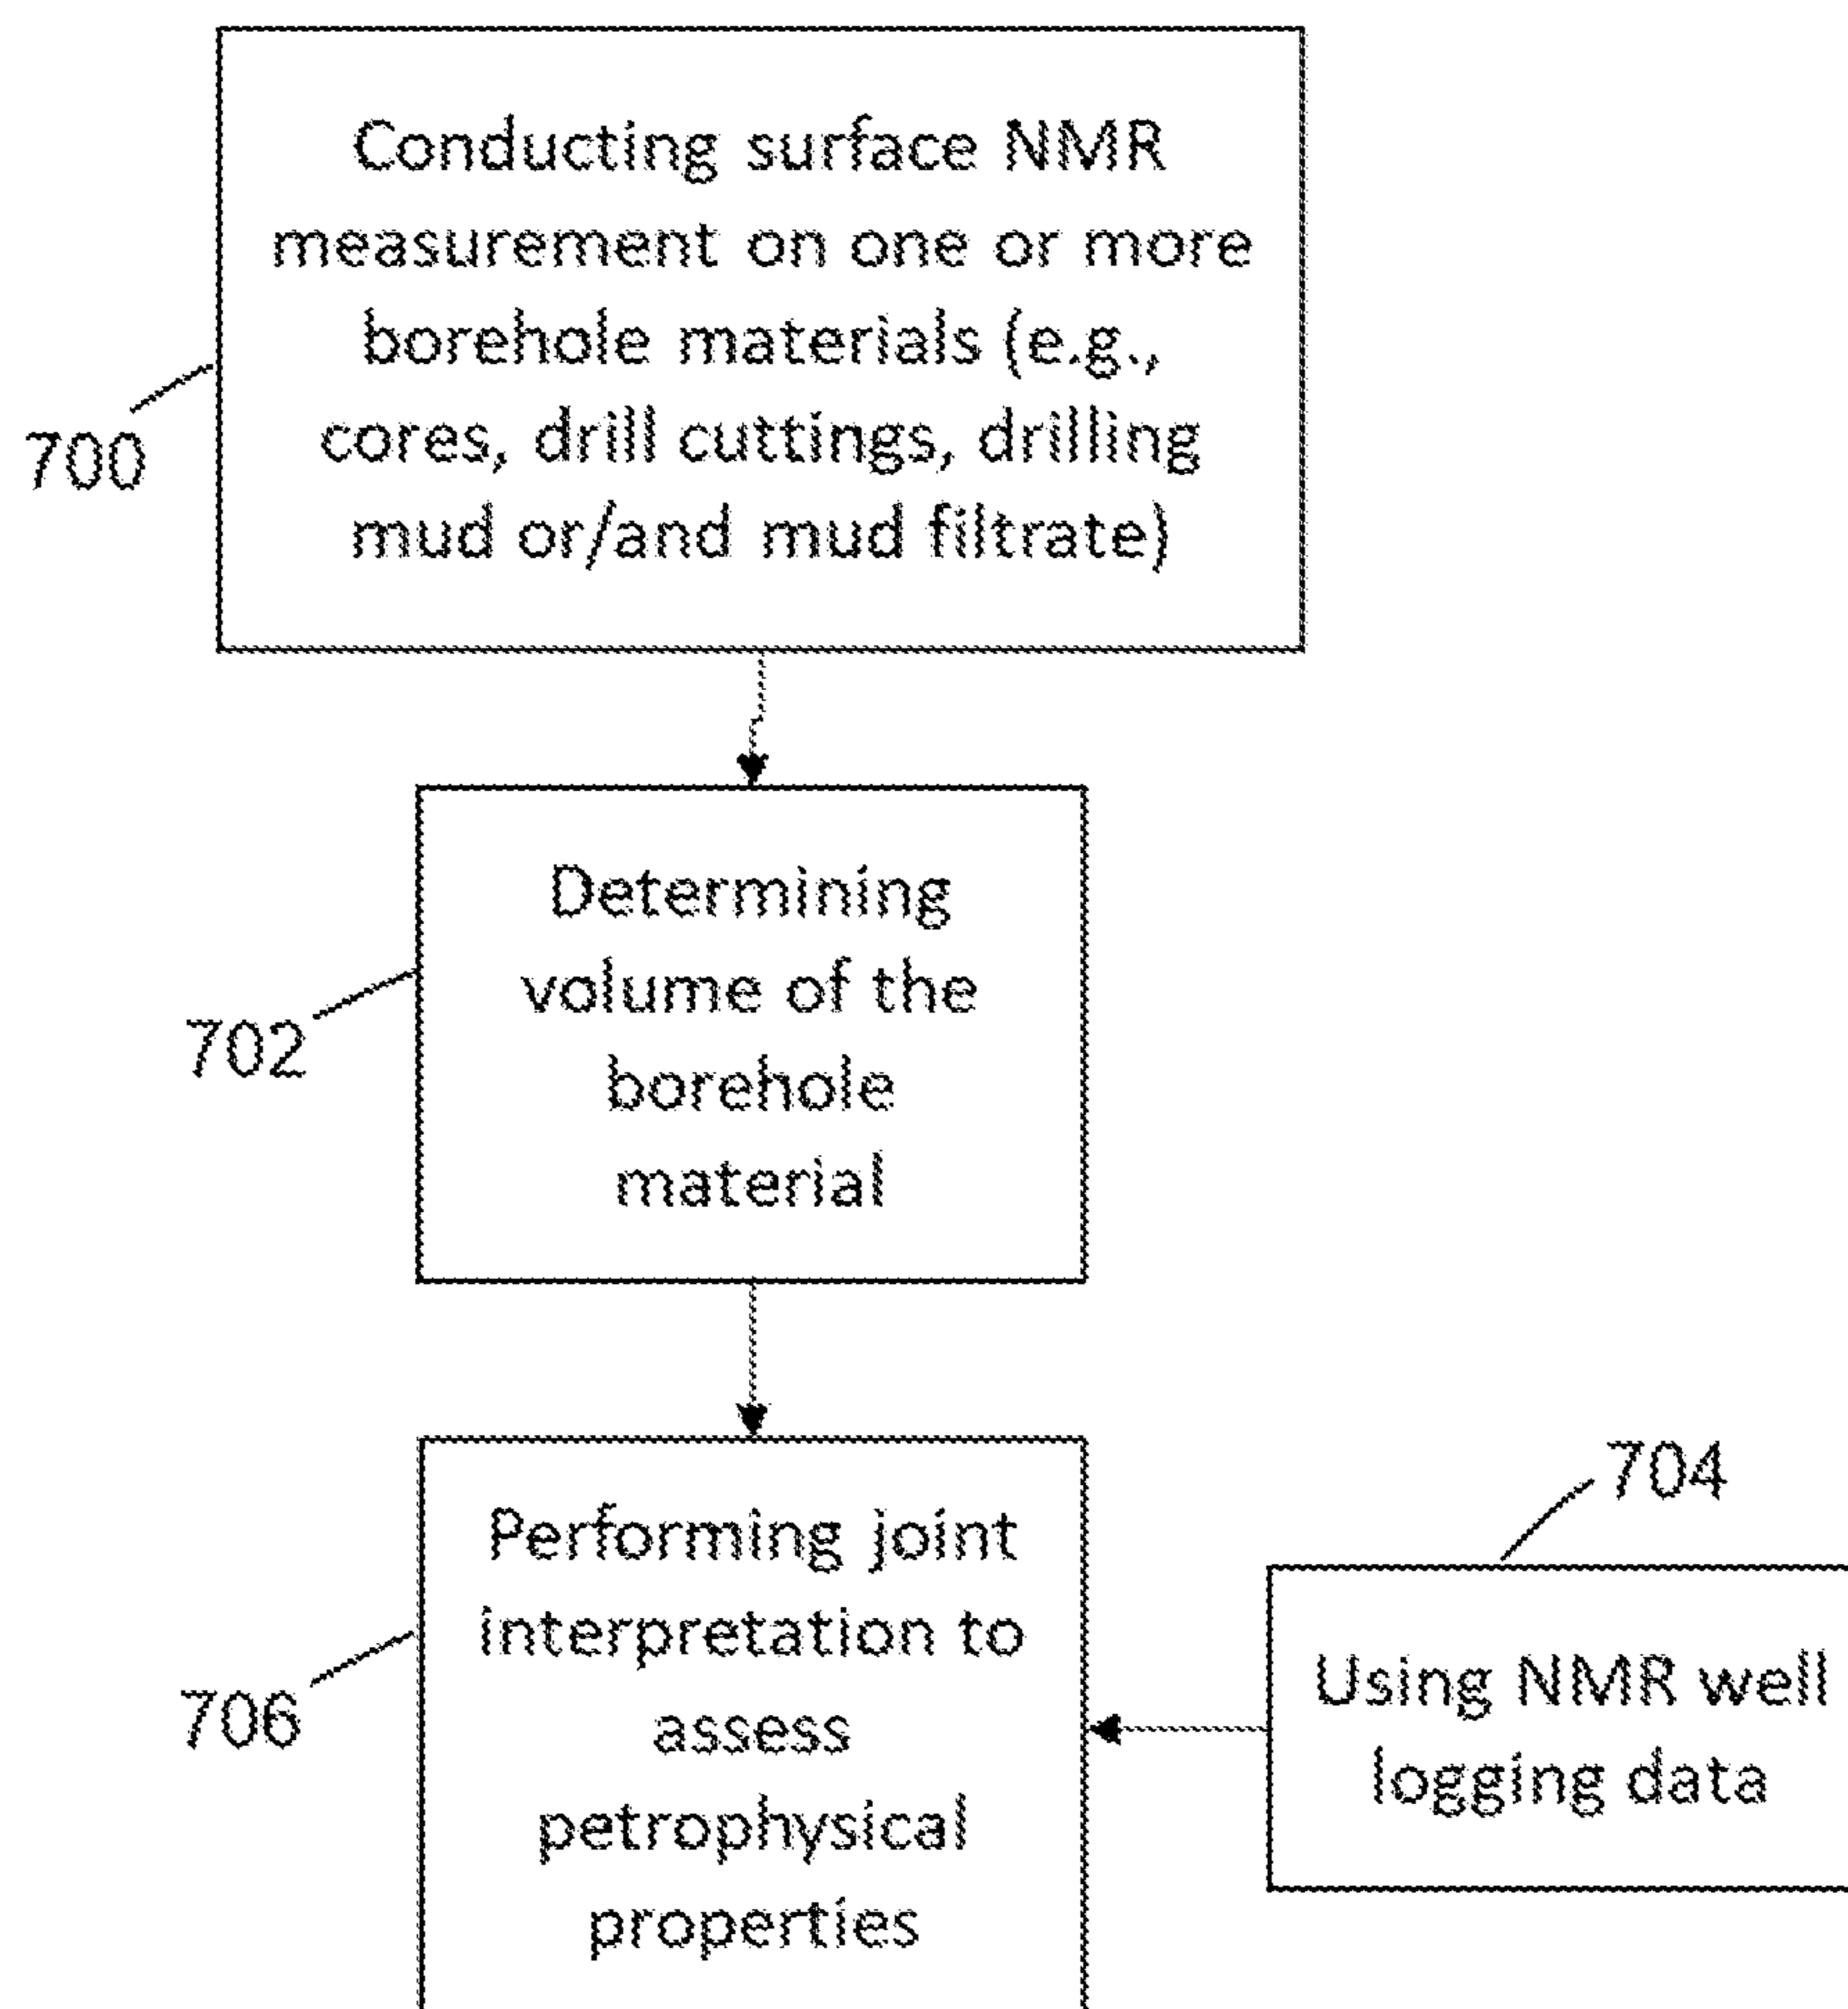 Conducting surface NMR
measurement on one or more
borehole materials (e.g.,
cores, drill cuttings, drilling
mud or/and mud filtrate)
700
Determining
volume of the
borehole
material
702
704
Performing joint
interpretation to
assess
petrophysical
properties
706
Using NMR well
logging data